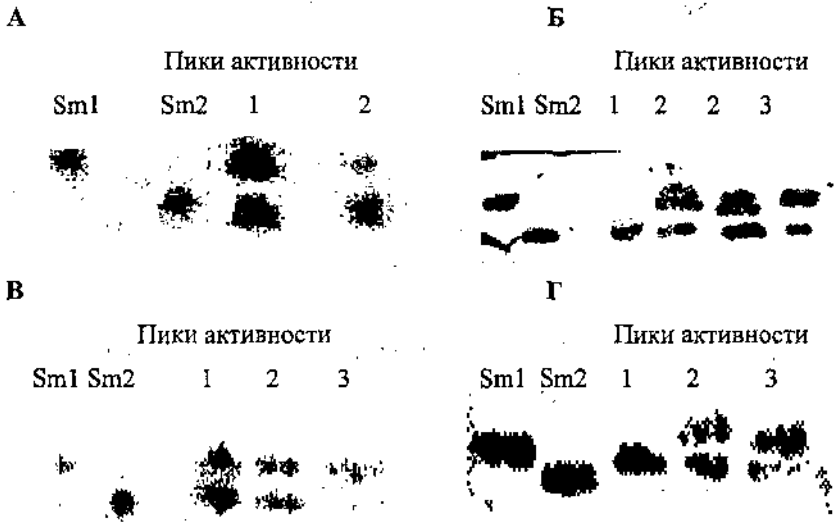 А
Пики активности
Sm1 Sm2 1 2
Б
Пики активности
Sm1 Sm2 1 2 2 3
В
Пики активности
Sm1 Sm2 1 2 3
Г
Пики активности
Sm1 Sm2 1 2 3